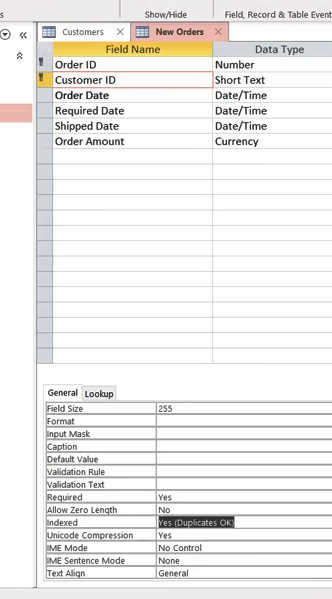 s
Show/Hide
Field, Record & Table Event
Customers
New Orders
Field Name
Data Type
Order ID
Number
Customer ID
Short Text
Order Date
Date/Time
Required Date
Date/Time
Shipped Date
Date/Time
Order Amount
Currency
General
Lookup
Field Size
255
Format
Input Mask
Caption
Default Value
Validation Rule
Validation Text
Required
Yes
Allow Zero Length
No
Indexed
Yes (Duplicates OK)
Unicode Compression
Yes
IME Mode
No Control
IME Sentence Mode
None
Text Align
General